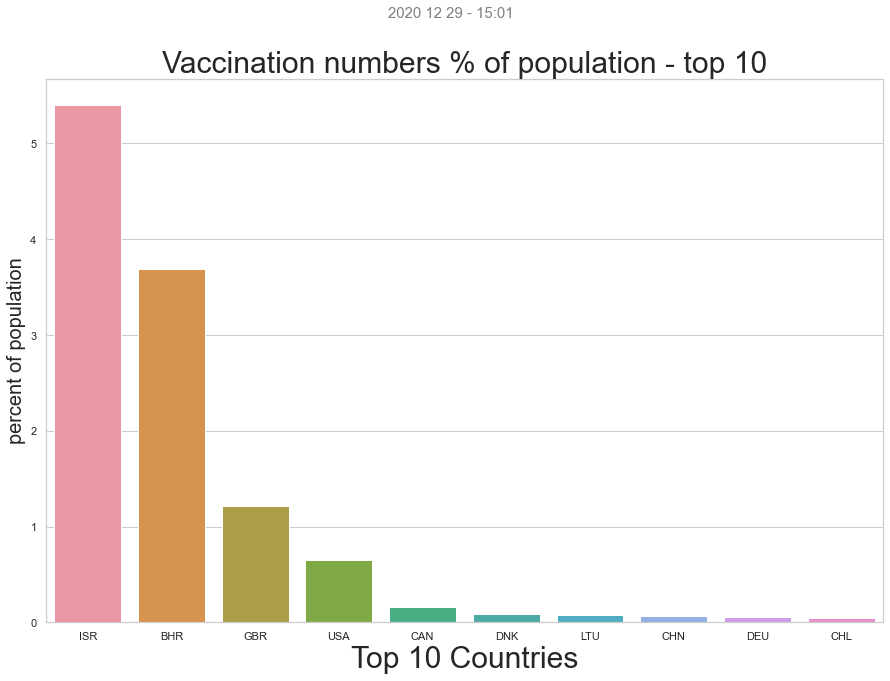 2020 12 29 - 15:01
Vaccination numbers % of population - top 10
percent of population
5
4
3
2
1
0
ISR BHR GBR USA CAN DNK LTU CHN DEU CHL
Top 10 Countries